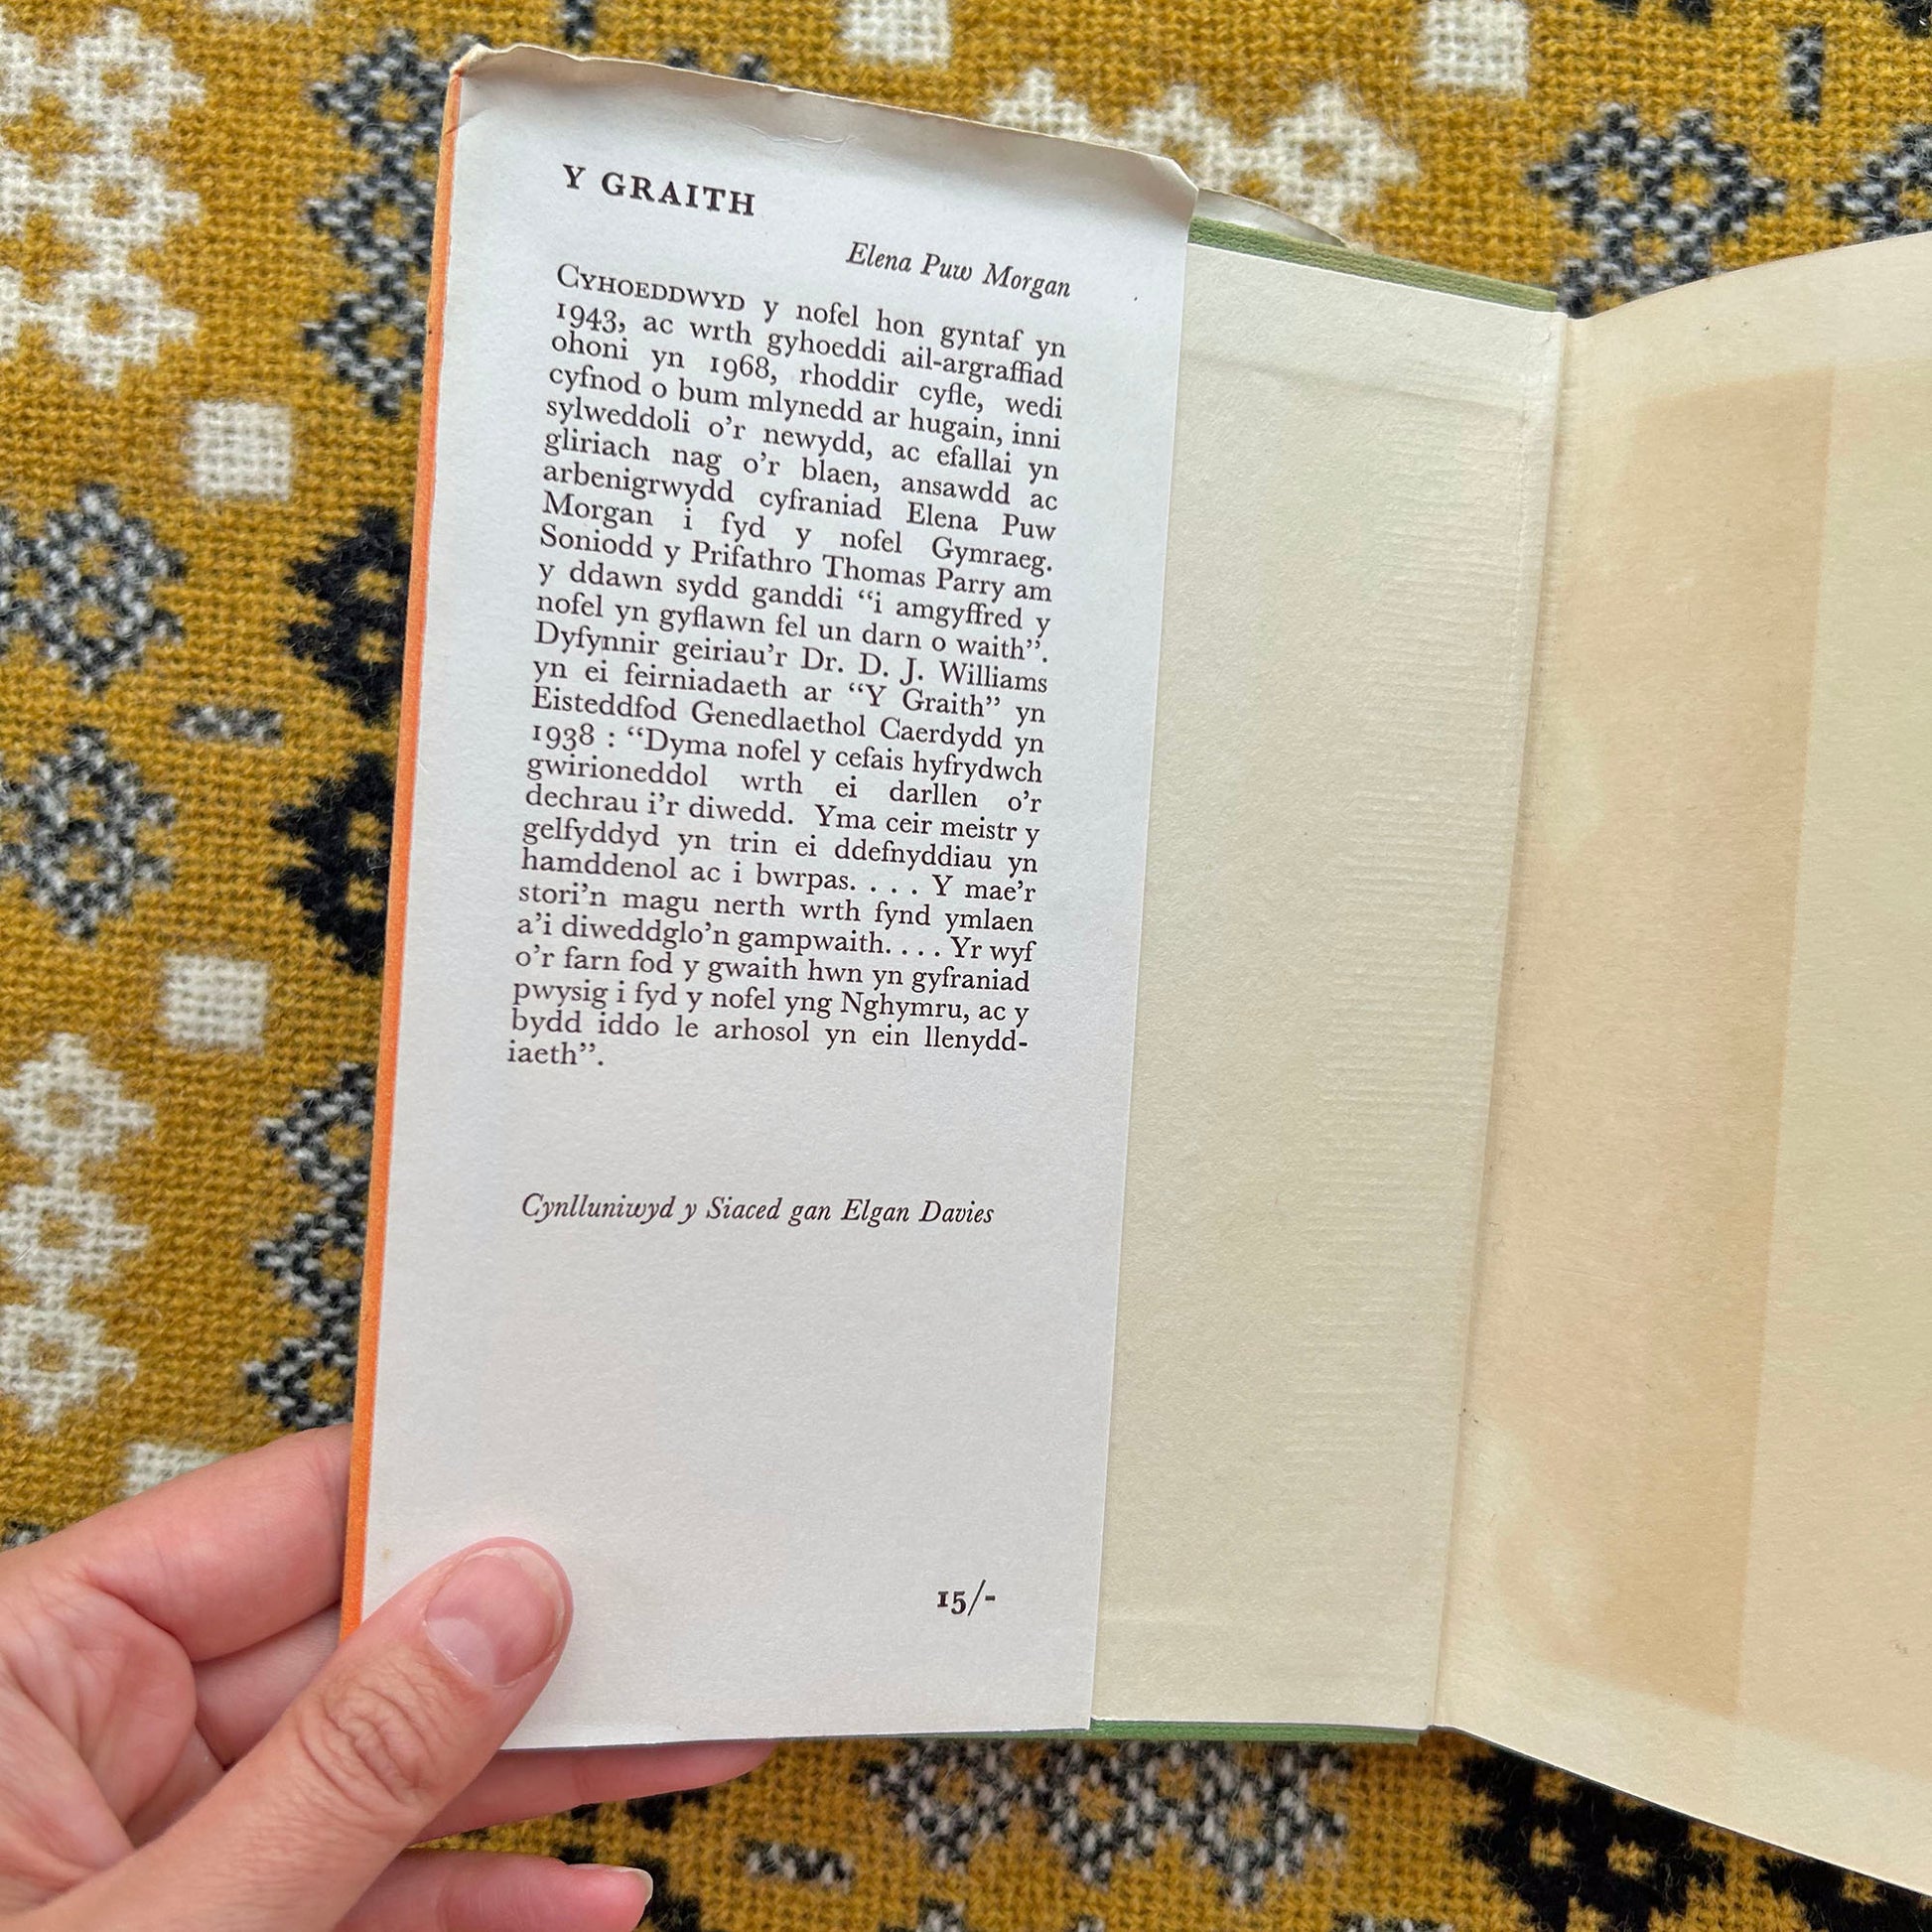 Y GRAITH
Elena Puw Morgan
CYHOEDDWYD y nofel hon gyntaf yn
1943, ac wrth gyhoeddi ail-argraffiad
ohoni yn 1968, rhoddir cyfle, wedi
cyfnod o bum mlynedd ar hugain, inni
sylweddoli o'r newydd, ac efallai yn
gliriach nag o'r blaen, ansawdd ac
arbenigrwydd cyfraniad Elena Puw
Morgan i fyd y nofel Gymraeg.
Soniodd y Prifathro Thomas Parry am
y ddawn sydd ganddi “i amgyffred y
nofel yn gyflawn fel un darn o waith”.
Dyfynnir geiriau'r Dr. D. J. Williams
yn ei feirniadaeth ar “Y Graith” yn
Eisteddfod Genedlaethol Caerdydd yn
1938 : “Dyma nofel y cefais hyfrydwch
gwirioneddol wrth ei darllen o'r
dechrau i'r diwedd. Yma ceir meistr y
gelfyddyd yn trin ei ddefnyddiau yn
hamddenol ac i bwrpas. . . . Y mae'r
stori'n magu nerth wrth fynd ymlaen
a'i diweddglo'n gampwaith. . . . Yr wyf
o'r farn fod y gwaith hwn yn gyfraniad
pwysig i fyd y nofel yng Nghymru, ac y
bydd iddo le arhosol yn ein llenydd-
iaeth”.
Cynlluniwyd y Siaced gan Elgan Davies
15/-